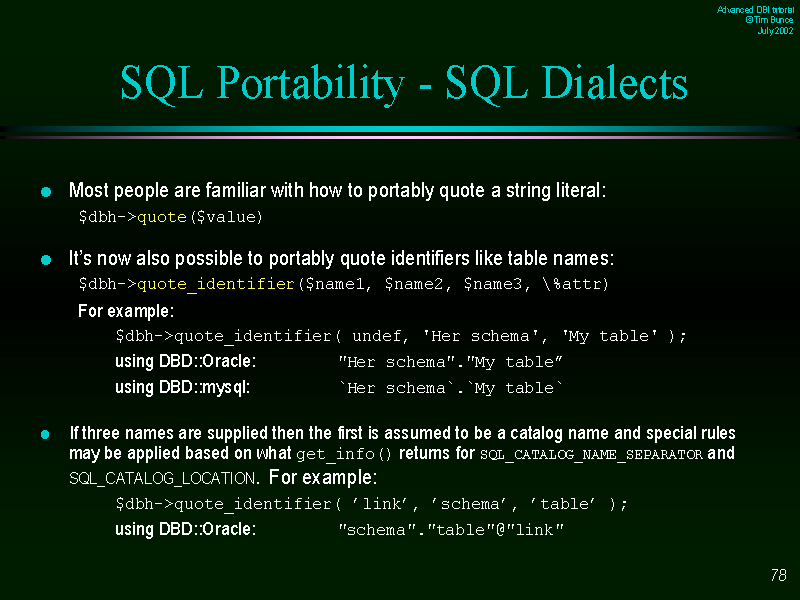 Advanced DBI tutorial
©Tim Bunce
July 2002
SQL Portability - SQL Dialects
Most people are familiar with how to portably quote a string literal:
$dbh->quote($value)
It’s now also possible to portably quote identifiers like table names:
$dbh->quote_identifier($name1, $name2, $name3, \%attr)
For example:
$dbh->quote_identifier( undef, 'Her schema', 'My table' );
using DBD::Oracle: "Her schema"."My table”
using DBD::mysql: `Her schema`.`My table`
If three names are supplied then the first is assumed to be a catalog name and special rules
may be applied based on what get_info() returns for SQL_CATALOG_NAME_SEPARATOR and
SQL_CATALOG_LOCATION. For example:
$dbh->quote_identifier( ’link’, ’schema’, ’table’ );
using DBD::Oracle: "schema"."table"@"link"
78